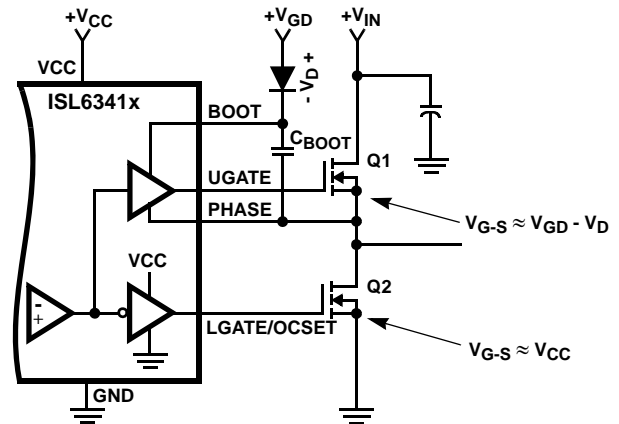 +VCC
+VGD
+VIN
VCC
+ VD -
ISL6341x
BOOT
CBOOT
UGATE
Q1
PHASE
VG-S ≈ VGD - VD
VCC
- +
Q2
LGATE/OCSET
VG-S ≈ VCC
GND